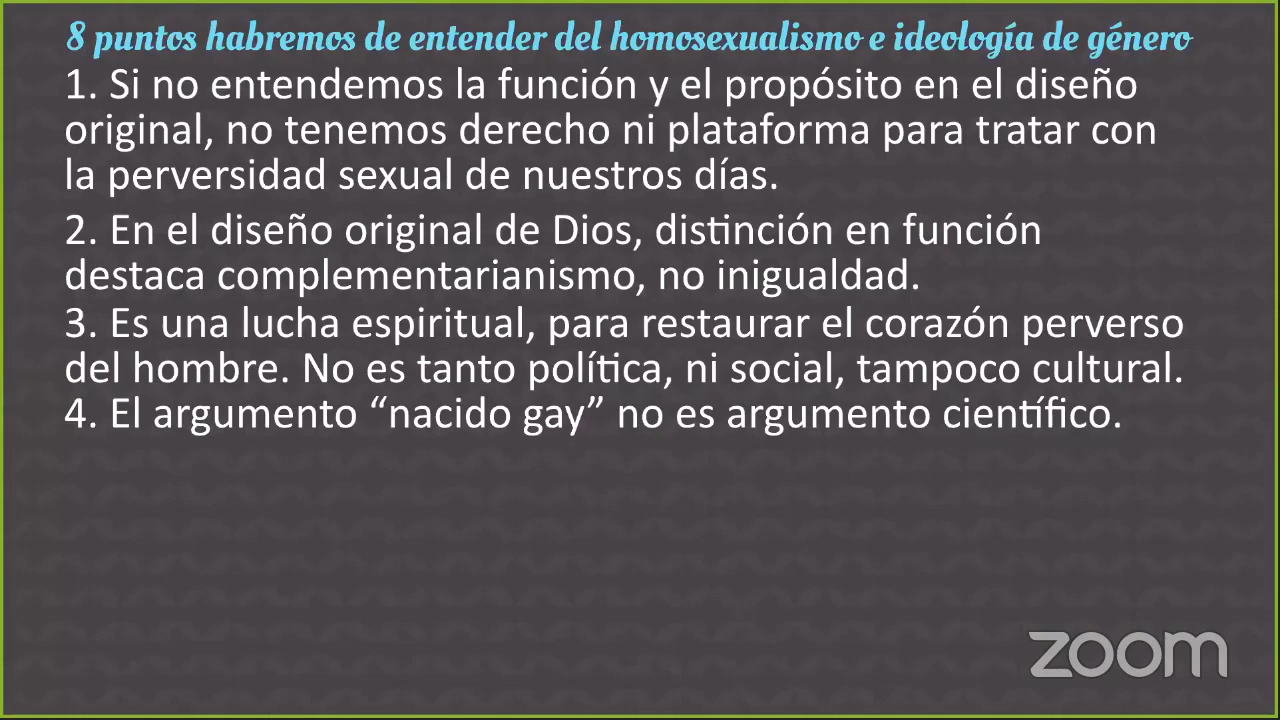 8 puntos habremos de entender del homosexualismo e ideología de género
1. Si no entendemos la función y el propósito en el diseño
original, no tenemos derecho ni plataforma para tratar con
la perversidad sexual de nuestros días.
2. En el diseño original de Dios, distinción en función
destaca complementarianismo, no inigualdad.
3. Es una lucha espiritual, para restaurar el corazón perverso
del hombre. No es tanto política, ni social, tampoco cultural.
4. El argumento “nacido gay” no es argumento científico.
zoom